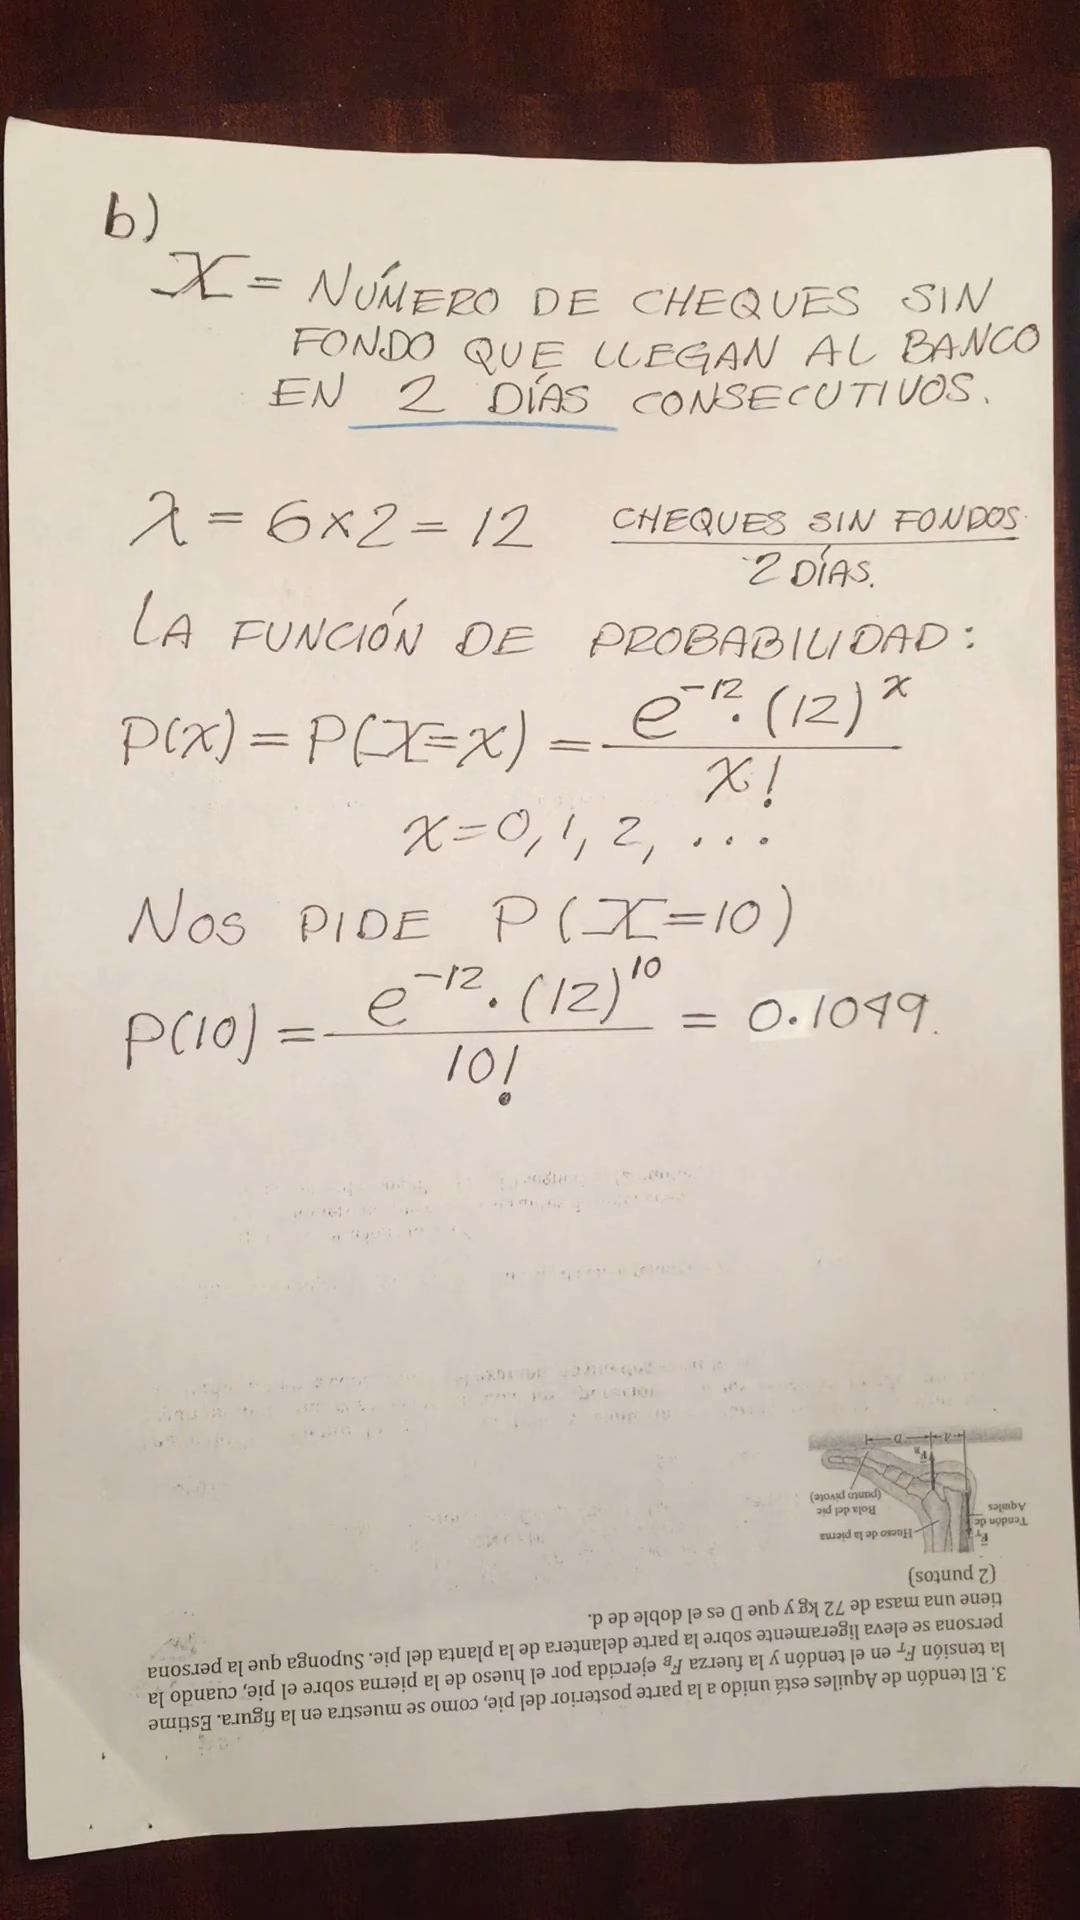 b)
X = NÚMERO DE CHEQUES SIN
FONDO QUE LLEGAN AL BANCO
EN 2 DÍAS CONSECUTIVOS.
λ = 6x2 = 12 CHEQUES SIN FONDOS.
2 DÍAS.
LA FUNCIÓN DE PROBABILIDAD:
P(x) = P(X=x) = e^-12 · (12)^x
x!
x=0, 1, 2, ...
NOS PIDE P(X=10)
P(10) = e^-12 · (12)^10 = 0.1049.
10!
3. El tendón de Aquiles está unido a la parte posterior del pie, como se muestra en la figura. Estime
la tensión F_T en el tendón y la fuerza F_B ejercida por el hueso de la pierna sobre el pie, cuando la
persona se eleva ligeramente sobre la parte delantera de la planta del pie. Suponga que la persona
tiene una masa de 72 kg y que D es el doble de d.
(2 puntos)
F_T
Tendón de
Aquiles
Hueso de la pierna
Bola del pie
(punto pivote)
F_B
d
D